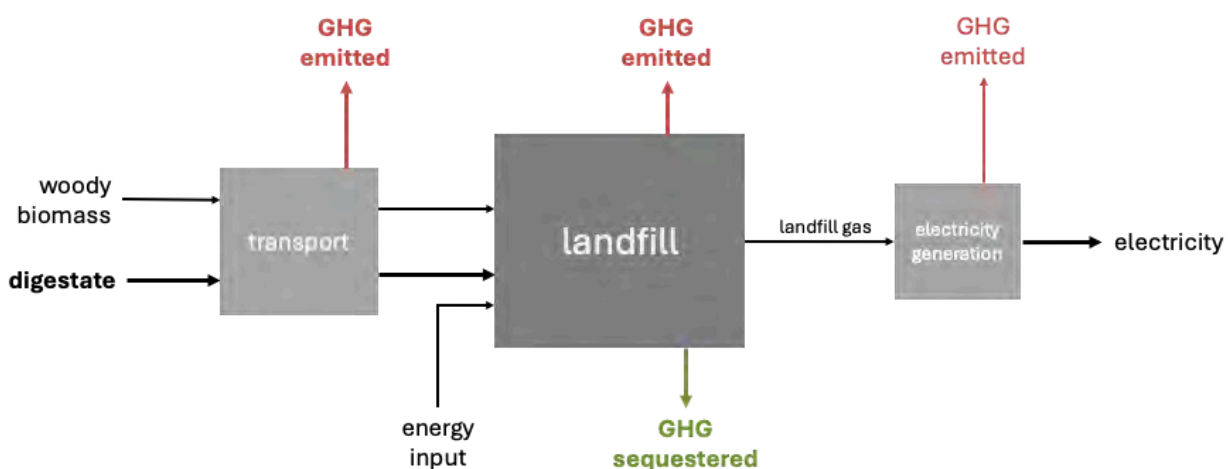 GHG
emitted
GHG
emitted
GHG
emitted
woody
biomass
transport
digestate
landfill
landfill gas
electricity
generation
electricity
energy
input
GHG
sequestered